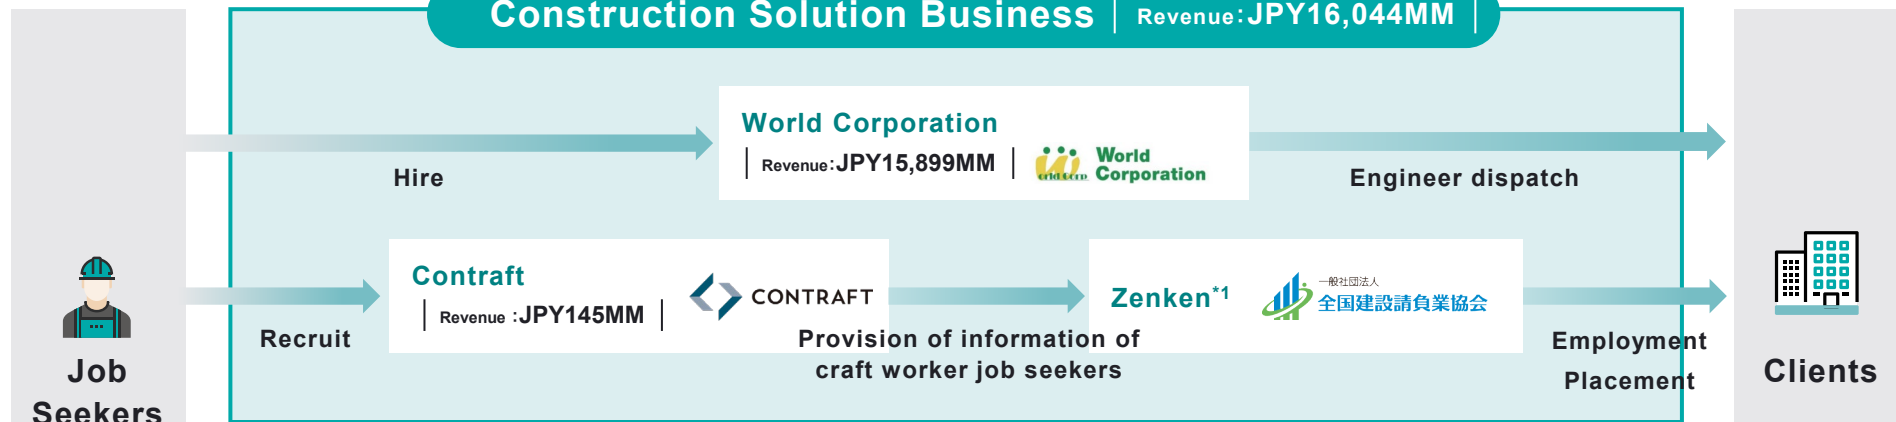 Construction Solution Business | Revenue:JPY16,044MM |
World Corporation
| Revenue:JPY15,899MM |
World
Corporation
Hire
Engineer dispatch
Contraft
| Revenue :JPY145MM |
CONTRAFT
Zenken*1
一般社団法人
全国建設請負業協会
Recruit
Provision of information of
craft worker job seekers
Employment
Placement
Job
Seekers
Clients